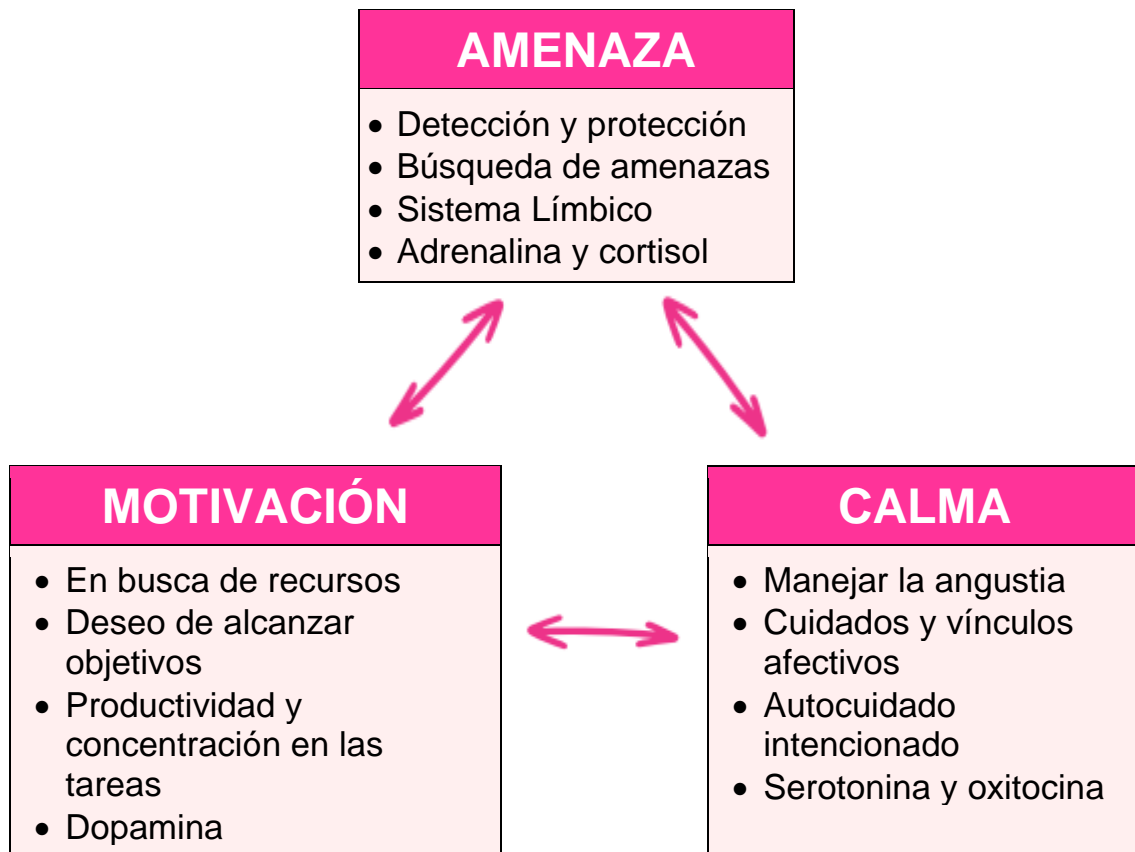 AMENAZA
• Detección y protección
• Búsqueda de amenazas
• Sistema Límbico
• Adrenalina y cortisol
MOTIVACIÓN
• En busca de recursos
• Deseo de alcanzar
objetivos
• Productividad y
concentración en las
tareas
• Dopamina
CALMA
• Manejar la angustia
• Cuidados y vínculos
afectivos
• Autocuidado
intencionado
• Serotonina y oxitocina